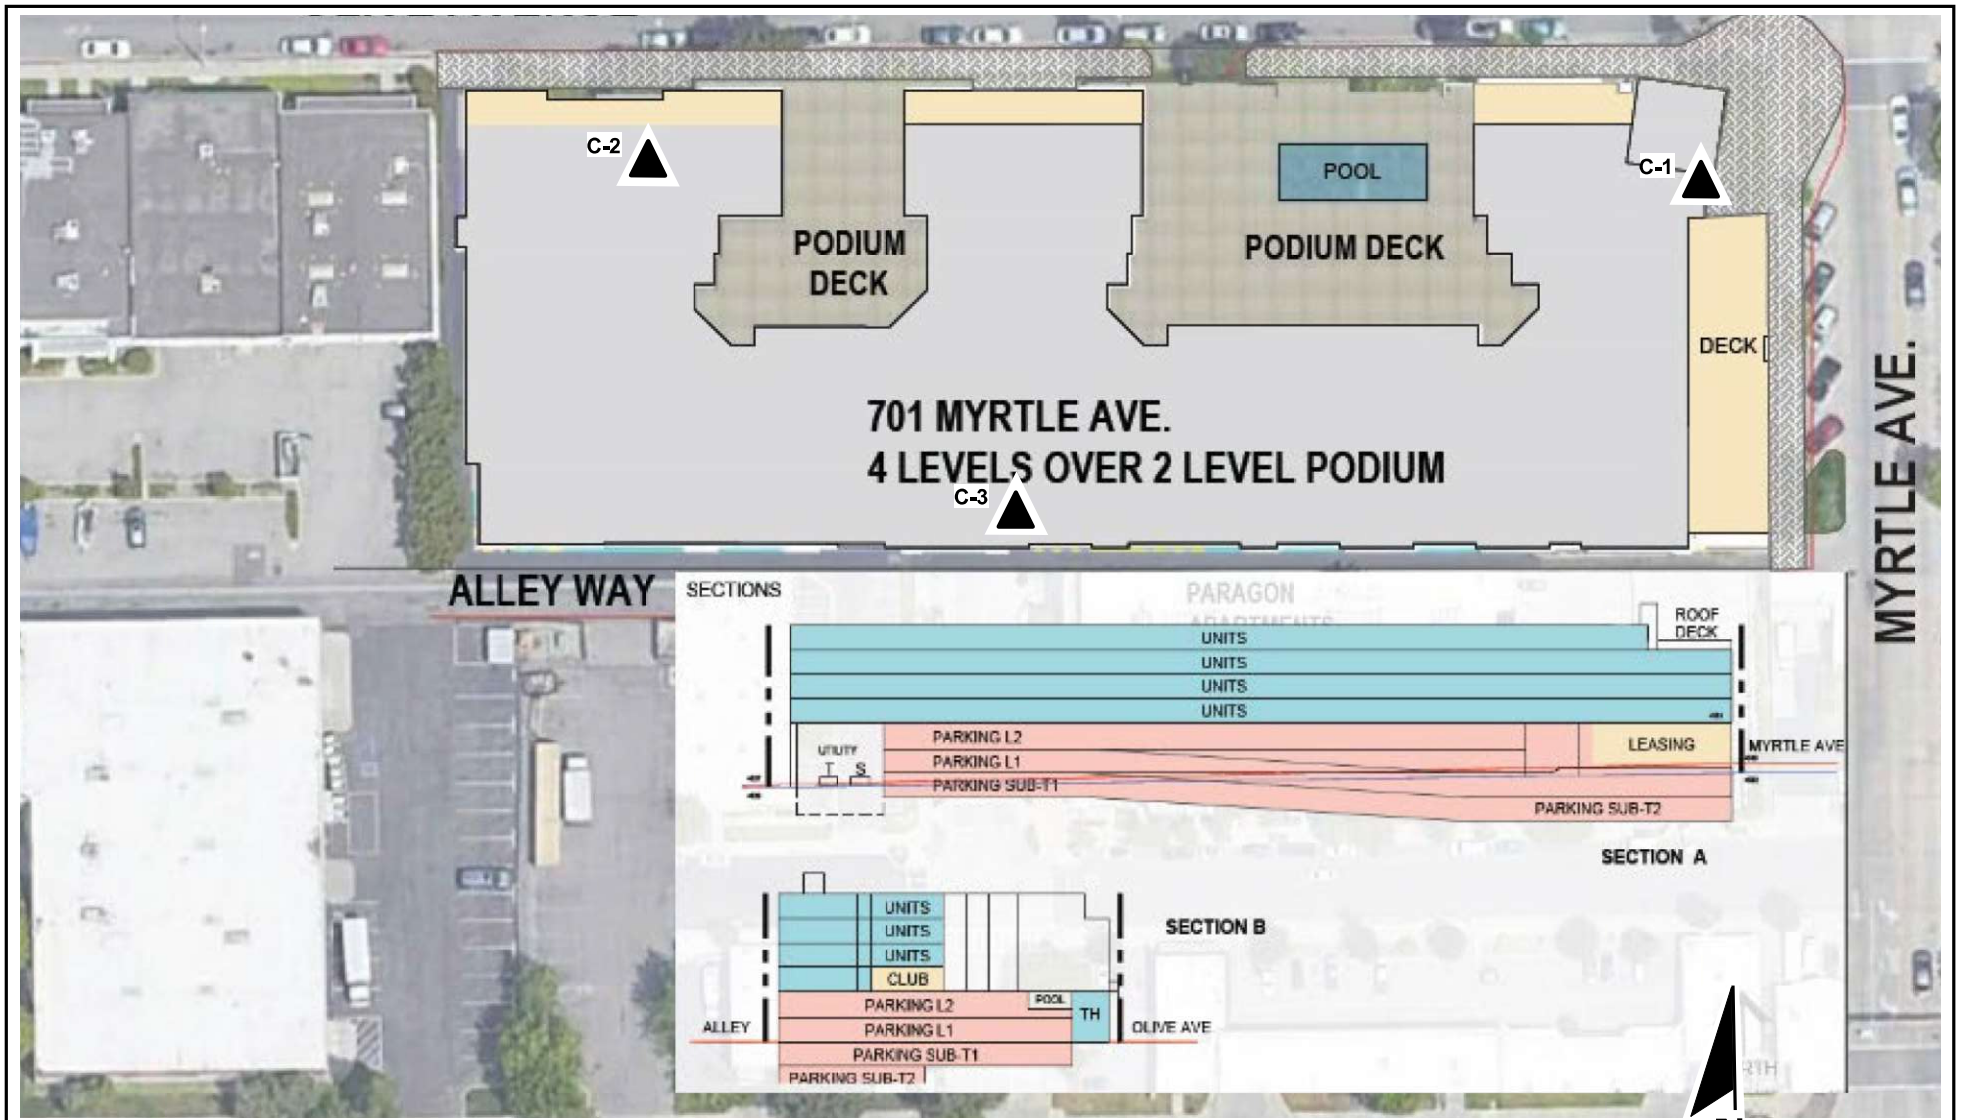 C-2
C-1
POOL
PODIUM
DECK
PODIUM DECK
DECK
701 MYRTLE AVE.
4 LEVELS OVER 2 LEVEL PODIUM
C-3
MYRTLE AVE.
ALLEY WAY
SECTIONS
PARAGON
APARTMENTS
ROOF
DECK
UNITS
UNITS
UNITS
UNITS
PARKING L2
UTILITY
LEASING
MYRTLE AVE
T
S
PARKING L1
PARKING SUB-T1
PARKING SUB-T2
SECTION A
UNITS
UNITS
UNITS
CLUB
SECTION B
PARKING L2
POOL
TH
ALLEY
PARKING L1
OLIVE AVE
PARKING SUB-T1
PARKING SUB-T2